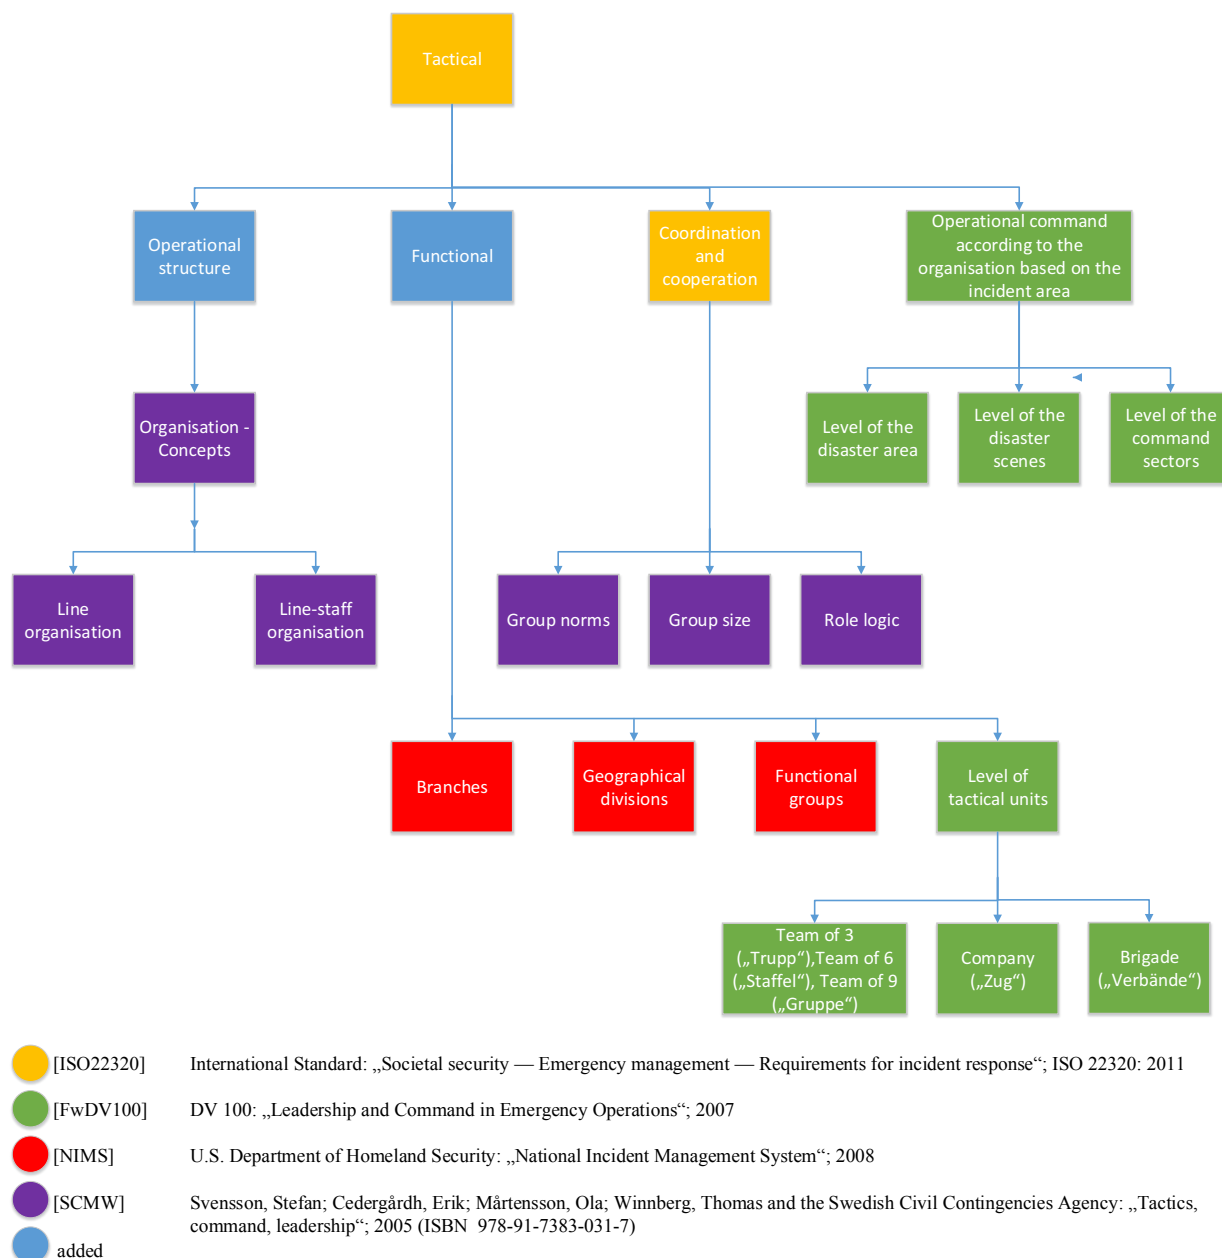 Tactical
Operational
structure
Functional
Coordination
and
cooperation
Operational command
according to the
organisation based on the
incident area
Organisation -
Concepts
Level of the
disaster area
Level of the
disaster
scenes
Level of the
command
sectors
Line
organisation
Line-staff
organisation
Group norms
Group size
Role logic
Branches
Geographical
divisions
Functional
groups
Level of
tactical units
Team of 3
(„Trupp“),Team of 6
(„Staffel“), Team of 9
(„Gruppe“)
Company
(„Zug“)
Brigade
(„Verbände“)
[ISO22320] International Standard: „Societal security — Emergency management — Requirements for incident response“; ISO 22320: 2011
[FwDV100] DV 100: „Leadership and Command in Emergency Operations“; 2007
[NIMS] U.S. Department of Homeland Security: „National Incident Management System“; 2008
[SCMW] Svensson, Stefan; Cedergårdh, Erik; Mårtensson, Ola; Winnberg, Thomas and the Swedish Civil Contingencies Agency: „Tactics,
command, leadership“; 2005 (ISBN 978-91-7383-031-7)
added